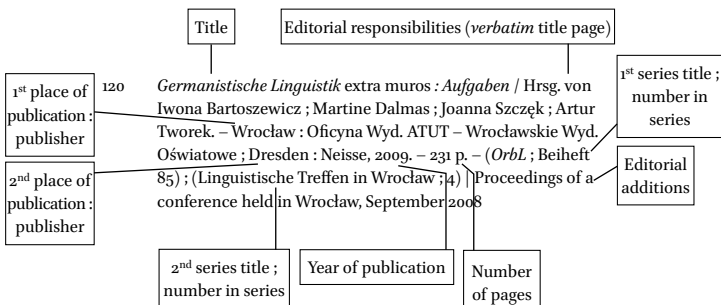 Title
Editorial responsibilities (verbatim title page)
1st place of
publication :
publisher
2nd place of
publication :
publisher
120
Germanistische Linguistik extra muros : Aufgaben / Hrsg. von
Iwona Bartoszewicz ; Martine Dalmas ; Joanna Szczęk ; Artur
Tworek. – Wrocław : Oficyna Wyd. ATUT – Wrocławskie Wyd.
Oświatowe ; Dresden : Neisse, 2009. – 231 p. – (OrbL ; Beiheft
85) ; (Linguistische Treffen in Wrocław ; 4) | Proceedings of a
conference held in Wrocław, September 2008
1st series title ;
number in
series
Editorial
additions
2nd series title ;
number in series
Year of publication
Number
of pages